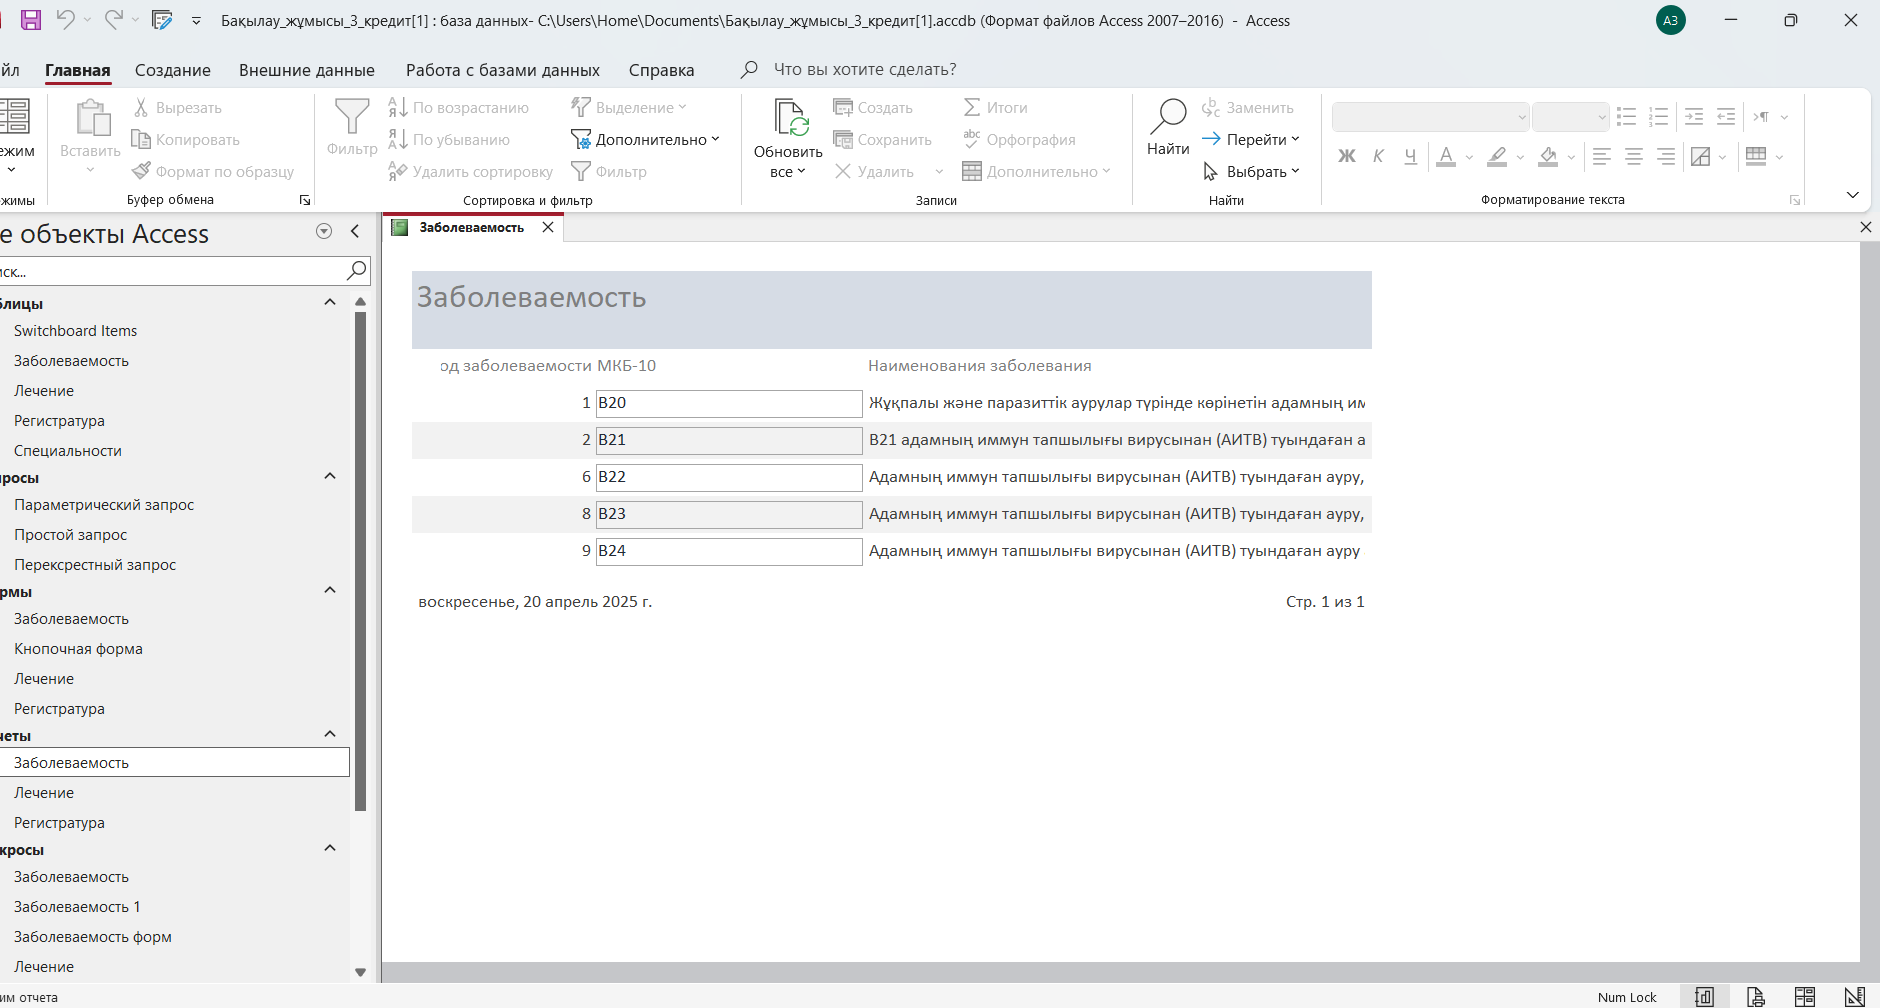 Бақылау_жұмысы_3_кредит[1] : база данных- C:\Users\Home\Documents\Бақылау_жұмысы_3_кредит[1].accdb (Формат файлов Access 2007–2016) - Access
АЗ
йл Главная Создание Внешние данные Работа с базами данных Справка Что вы хотите сделать?
ежим
жимы
Вставить
Вырезать
Копировать
Формат по образцу
Буфер обмена
Фильтр
По возрастанию
По убыванию
Удалить сортировку
Выделение
Дополнительно
Фильтр
Сортировка и фильтр
Обновить
все
Создать
Сохранить
Удалить
Итоги
Орфография
Дополнительно
Записи
Найти
Заменить
Перейти
Выбрать
Найти
Ж К Ч А
Форматирование текста
е объекты Access
иск...
блицы
Switchboard Items
Заболеваемость
Лечение
Регистратура
Специальности
просы
Параметрический запрос
Простой запрос
Перексрестный запрос
рмы
Заболеваемость
Кнопочная форма
Лечение
Регистратура
четы
Заболеваемость
Лечение
Регистратура
кросы
Заболеваемость
Заболеваемость 1
Заболеваемость форм
Лечение
Заболеваемость
Заболеваемость
од заболеваемости МКБ-10 Наименования заболевания
1 B20 Жұқпалы және паразиттік аурулар түрінде көрінетін адамның им
2 B21 B21 адамның иммун тапшылығы вирусынан (АИТВ) туындаған а
6 B22 Адамның иммун тапшылығы вирусынан (АИТВ) туындаған ауру,
8 B23 Адамның иммун тапшылығы вирусынан (АИТВ) туындаған ауру,
9 B24 Адамның иммун тапшылығы вирусынан (АИТВ) туындаған ауру
воскресенье, 20 апрель 2025 г. Стр. 1 из 1
им отчета
Num Lock